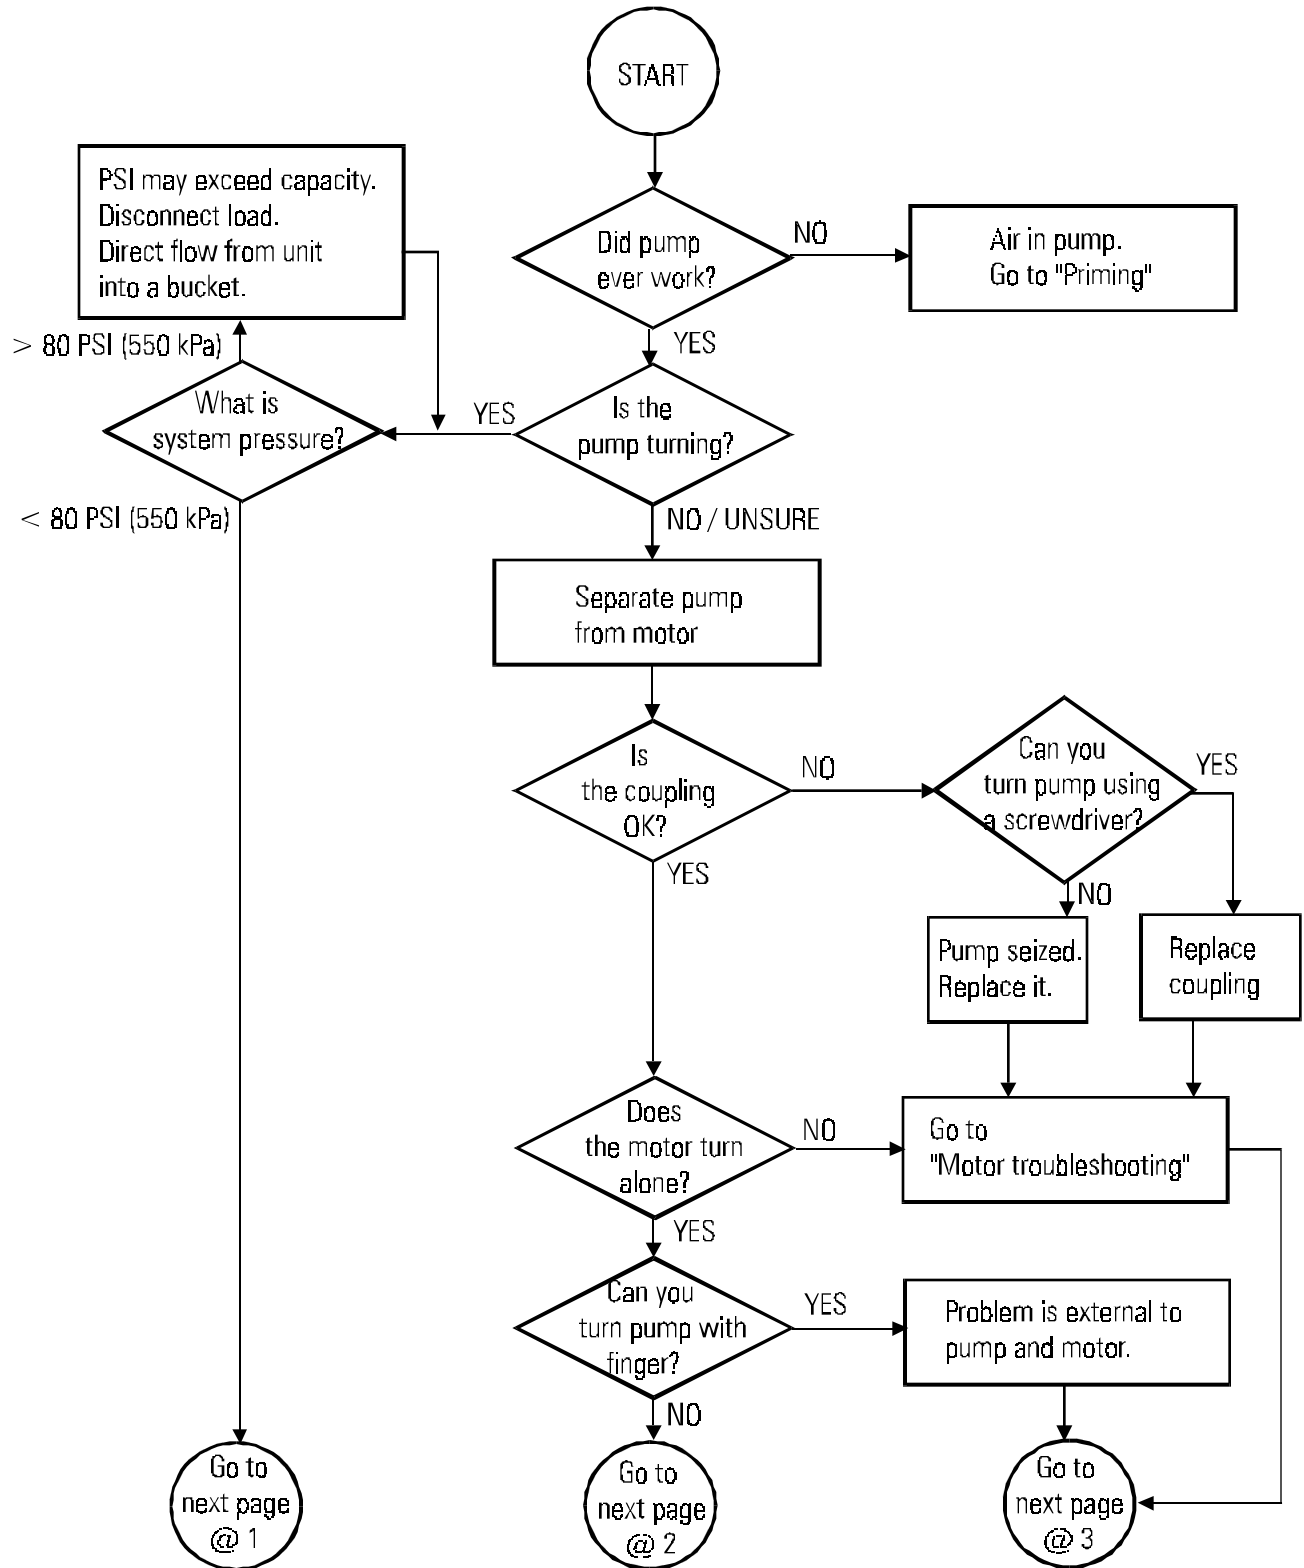 START
PSI may exceed capacity.
Disconnect load.
Direct flow from unit
into a bucket.
Did pump
ever work?
NO
Air in pump.
Go to "Priming"
YES
> 80 PSI (550 kPa)
What is
system pressure?
YES
Is the
pump turning?
< 80 PSI (550 kPa)
NO / UNSURE
Separate pump
from motor
Is
the coupling
OK?
NO
Can you
turn pump using
a screwdriver?
YES
YES
NO
Pump seized.
Replace it.
Replace
coupling
Does
the motor turn
alone?
NO
Go to
"Motor troubleshooting"
YES
Can you
turn pump with
finger?
YES
Problem is external to
pump and motor.
NO
Go to
next page
@ 1
Go to
next page
@ 2
Go to
next page
@ 3